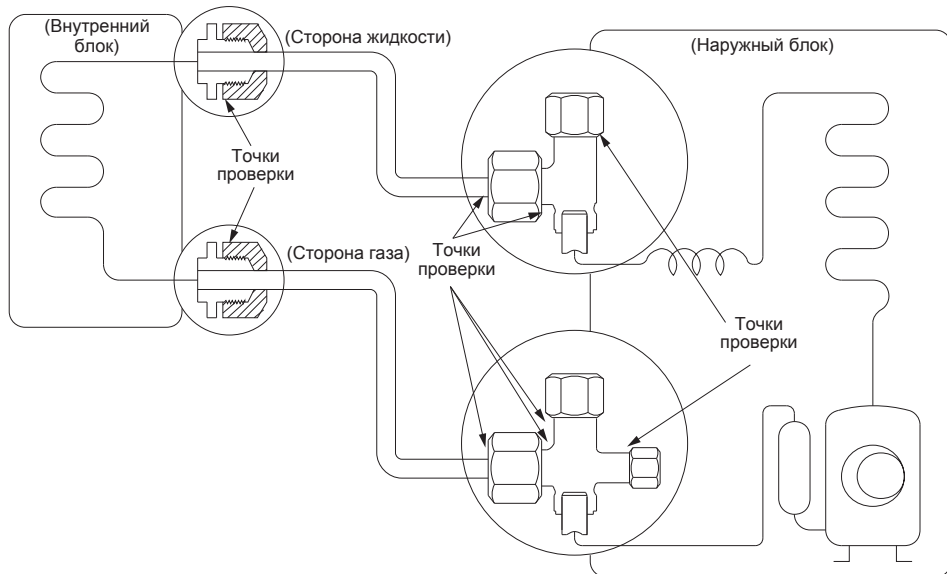 (Внутренний
блок)
(Сторона жидкости)
(Наружный блок)
Точки
проверки
(Сторона газа)
Точки
проверки
Точки
проверки